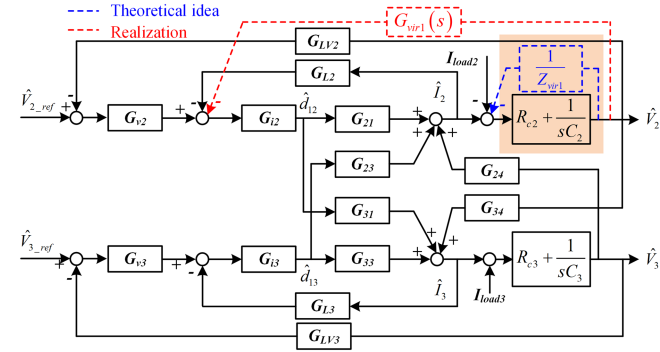 Theoretical idea
Realization
G_vir1(s)
G_LV2
I_load2
1/Z_vir1
G_L2
V̂_2_ref
+
-
G_v2
+
-
-
G_i2
d̂_12
G_21
+
+
+
Î_2
-
-
R_c2 + 1/sC_2
V̂_2
G_23
G_24
G_31
G_34
V̂_3_ref
+
-
G_v3
+
-
G_i3
d̂_13
G_33
+
+
+
Î_3
I_load3
R_c3 + 1/sC_3
V̂_3
G_L3
G_LV3